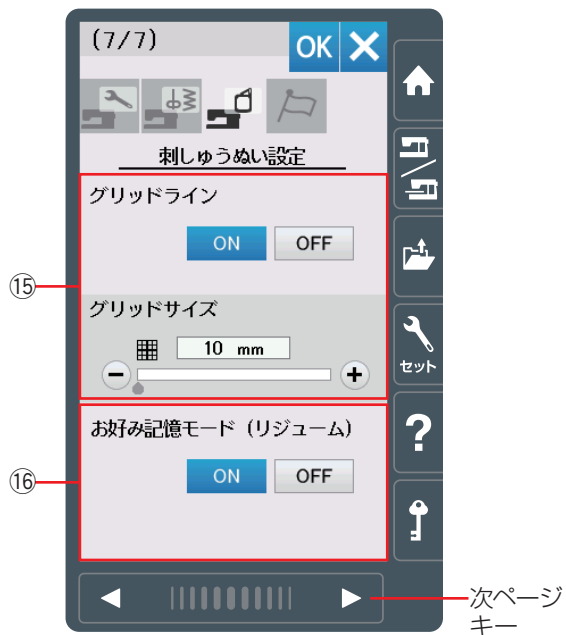 (7/7)
OK
刺しゅうぬい設定
グリッドライン
ON OFF
⑮
グリッドサイズ
10 mm
セット
お好み記憶モード (リジューム)
?
⑯
ON OFF
次ページ
キー